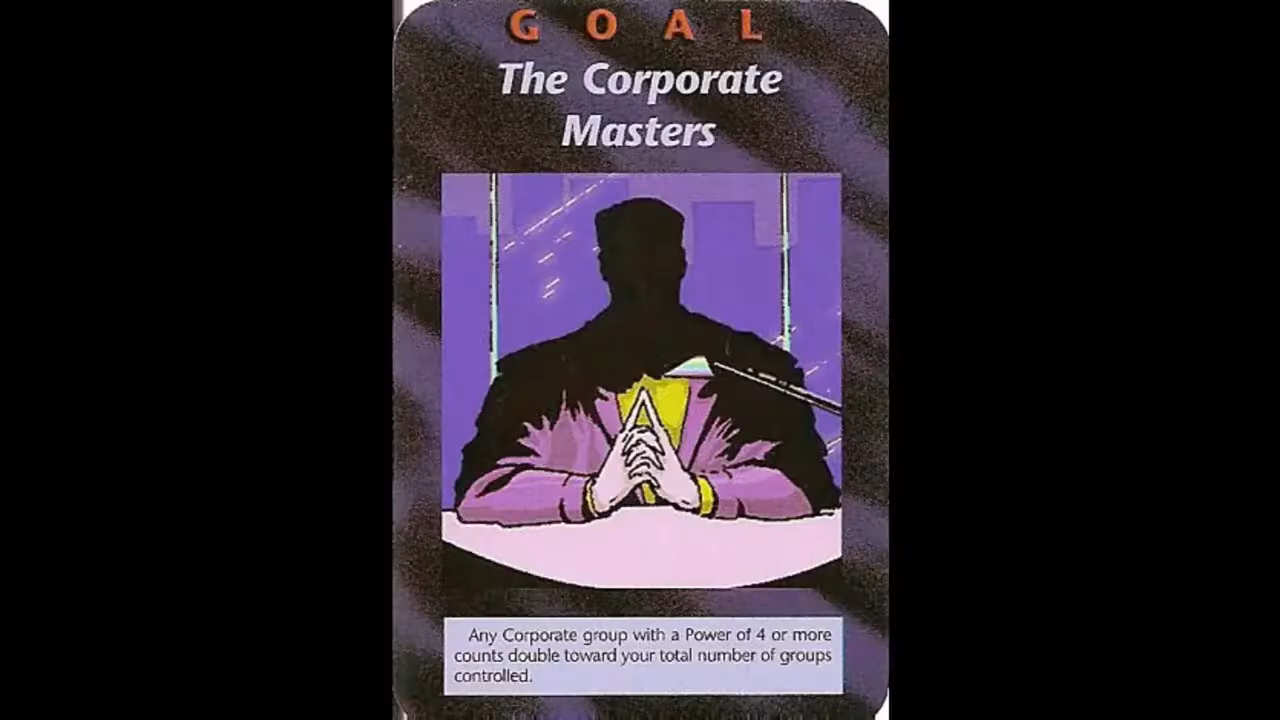 GOAL
The Corporate
Masters
Any Corporate group with a Power of 4 or more
counts double toward your total number of groups
controlled.